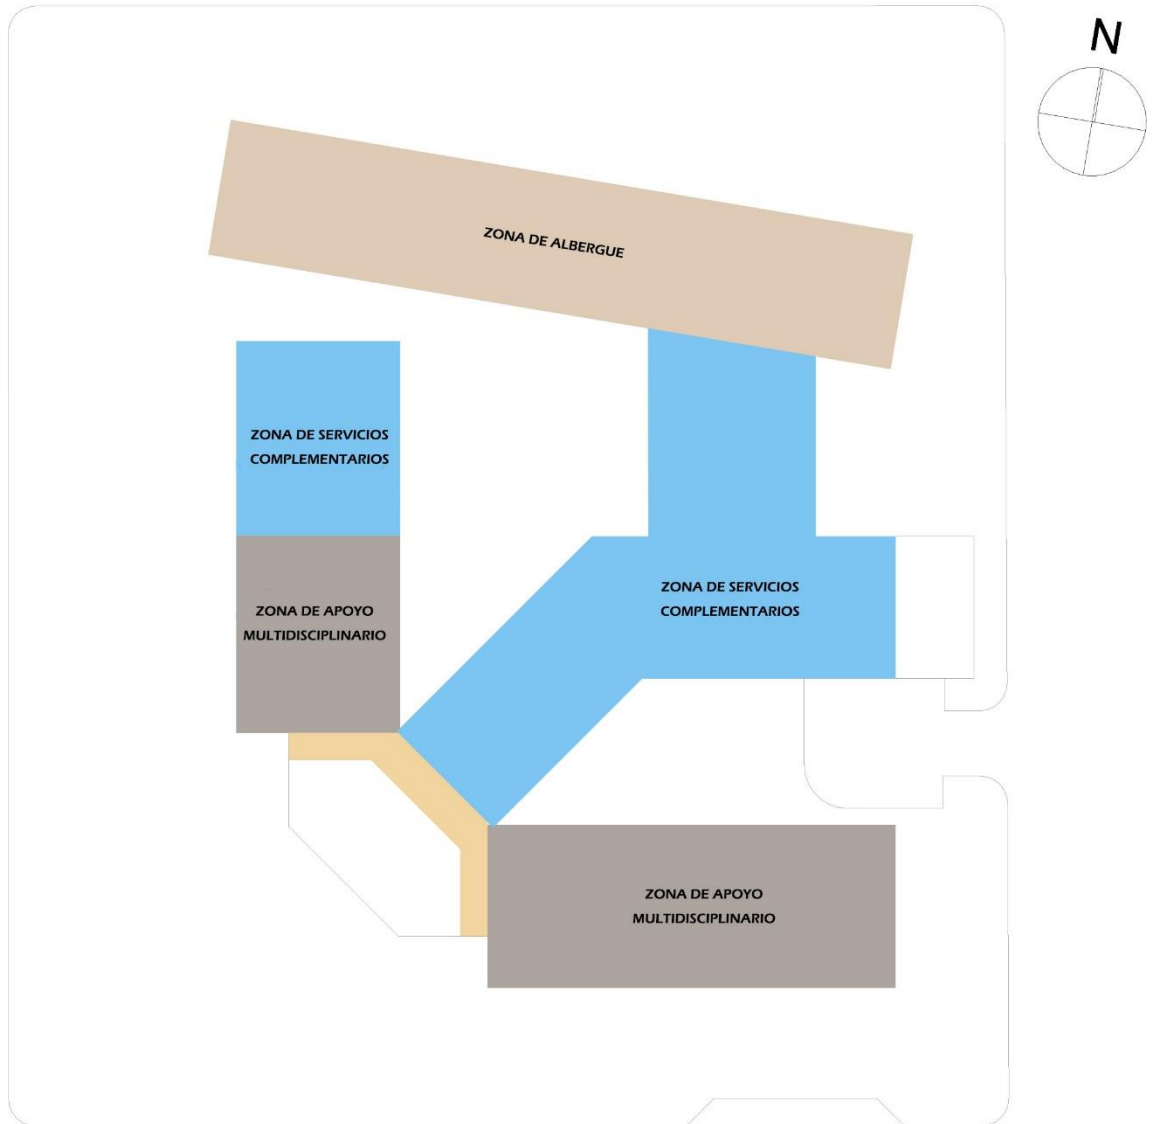 N
ZONA DE ALBERGUE
ZONA DE SERVICIOS
COMPLEMENTARIOS
ZONA DE APOYO
MULTIDISCIPLINARIO
ZONA DE SERVICIOS
COMPLEMENTARIOS
ZONA DE APOYO
MULTIDISCIPLINARIO